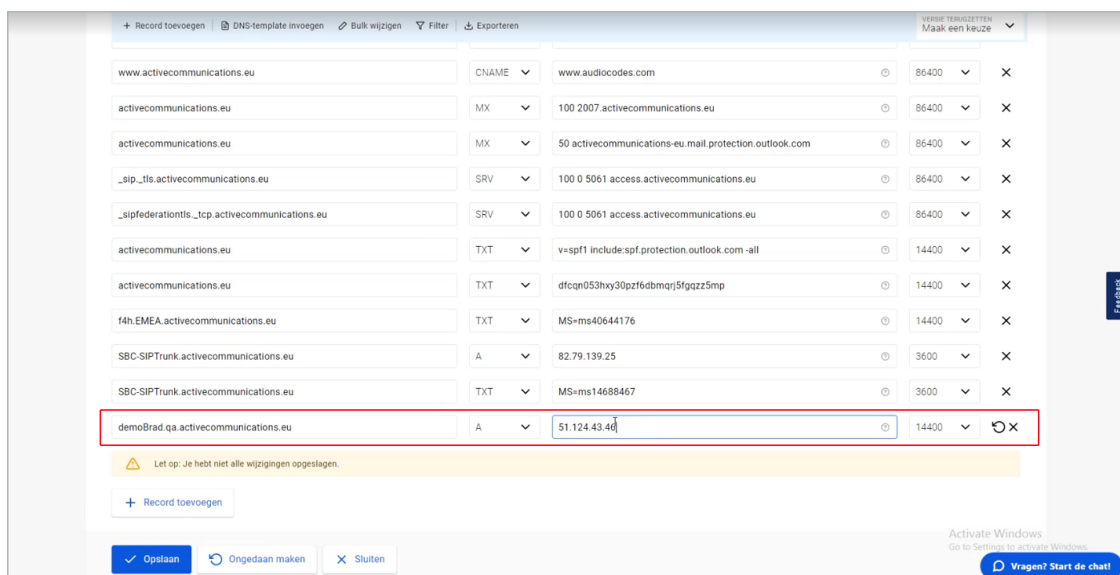 + Record toevoegen DNS-template invoegen Bulk wijzigen Filter Exporteren VERSIE TERUGZETTEN
Maak een keuze
www.activecommunications.eu CNAME www.audiocodes.com 86400
activecommunications.eu MX 100 2007.activecommunications.eu 86400
activecommunications.eu MX 50 activecommunications-eu.mail.protection.outlook.com 86400
_sip._tls.activecommunications.eu SRV 100 0 5061 access.activecommunications.eu 86400
_sipfederationtls._tcp.activecommunications.eu SRV 100 0 5061 access.activecommunications.eu 86400
activecommunications.eu TXT v=spf1 include:spf.protection.outlook.com -all 14400
activecommunications.eu TXT dfcqn053hxy30pzf6dbmqrj5fgqzz5mp 14400
Feedback
f4h.EMEA.activecommunications.eu TXT MS=ms40644176 14400
SBC-SIPTrunk.activecommunications.eu A 82.79.139.25 3600
SBC-SIPTrunk.activecommunications.eu TXT MS=ms14688467 3600
demoBrad.qa.activecommunications.eu A 51.124.43.46 14400
Let op: Je hebt niet alle wijzigingen opgeslagen.
+ Record toevoegen
Activate Windows
Go to Settings to activate Windows.
Opslaan Ongedaan maken Sluiten
Vragen? Start de chat!